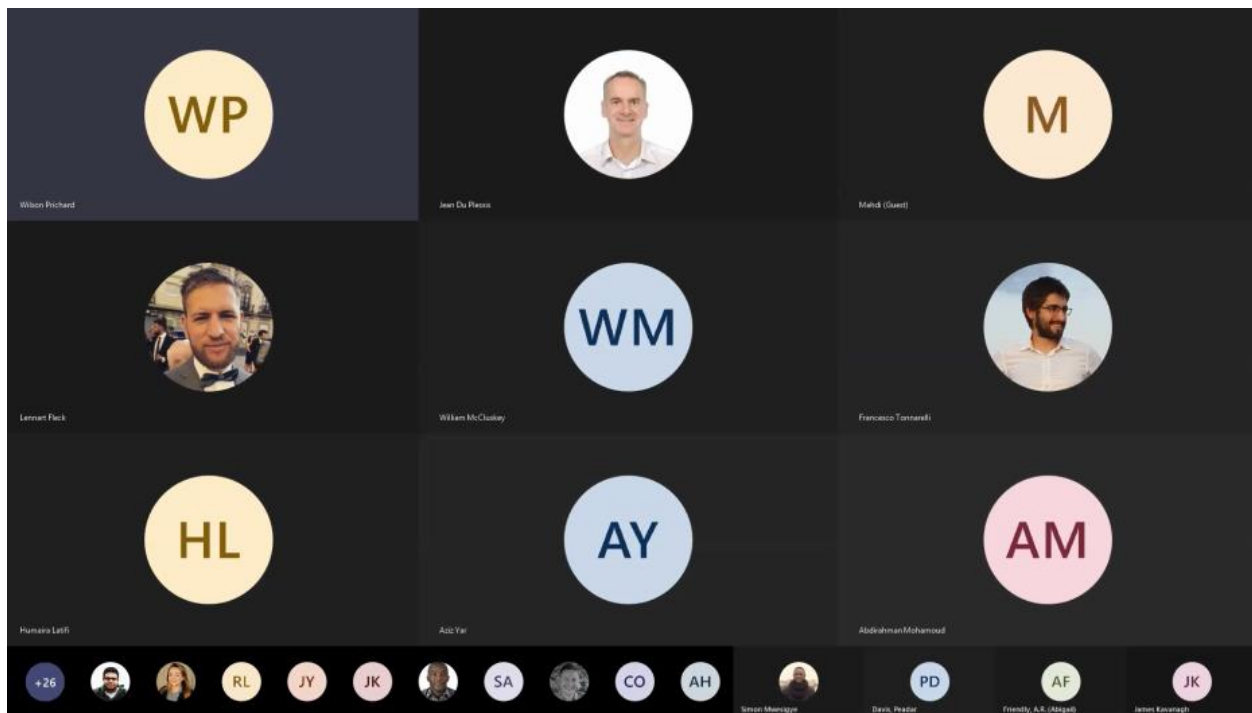 WP
Wilson Prichard
Jean Du Plessis
M
Mahdi (Guest)
Lennart Fleck
WM
William McCluskey
Francesco Tonnarelli
HL
Humaira Latifi
AY
Aziz Yar
AM
Abdirahman Mohamoud
+26
RL
JY
JK
SA
CO
AH
Simon Mwesigye
PD
Davis, Peadar
AF
Friendly, A.R. (Abigail)
JK
James Kavanagh